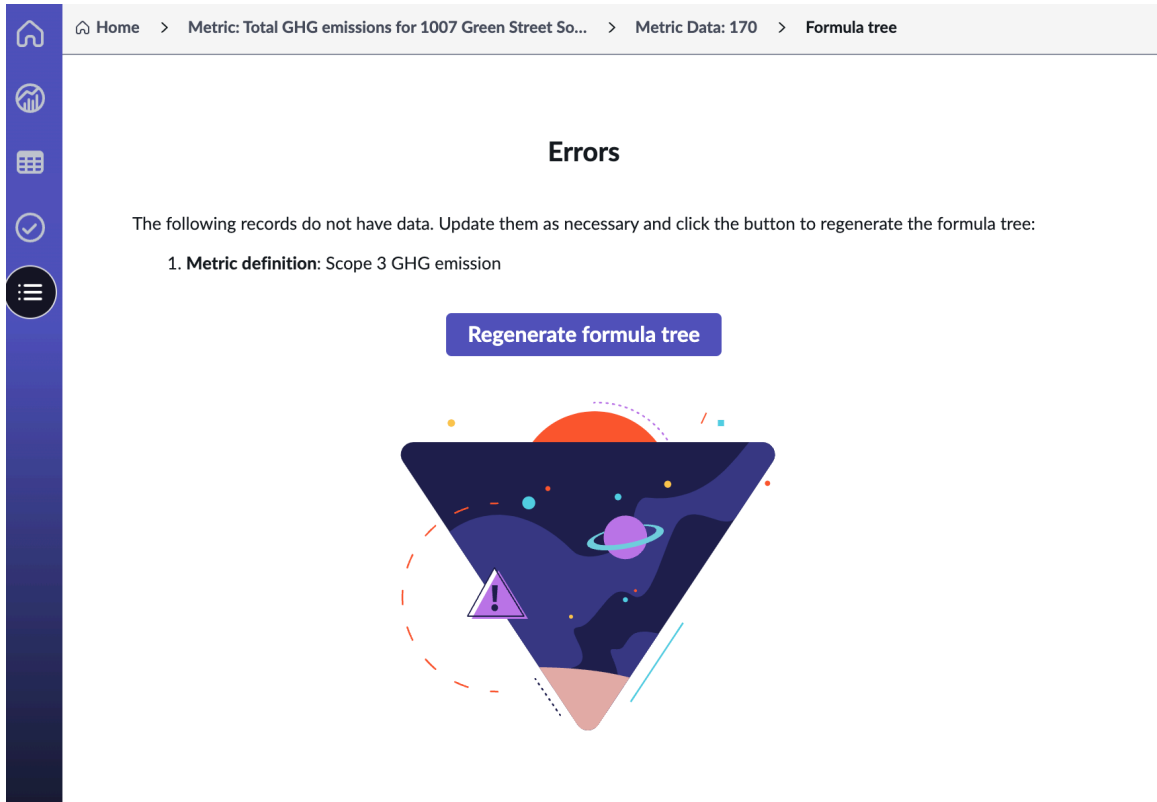 Home > Metric: Total GHG emissions for 1007 Green Street So... > Metric Data: 170 > Formula tree
Errors
The following records do not have data. Update them as necessary and click the button to regenerate the formula tree:
1. Metric definition: Scope 3 GHG emission
Regenerate formula tree
!